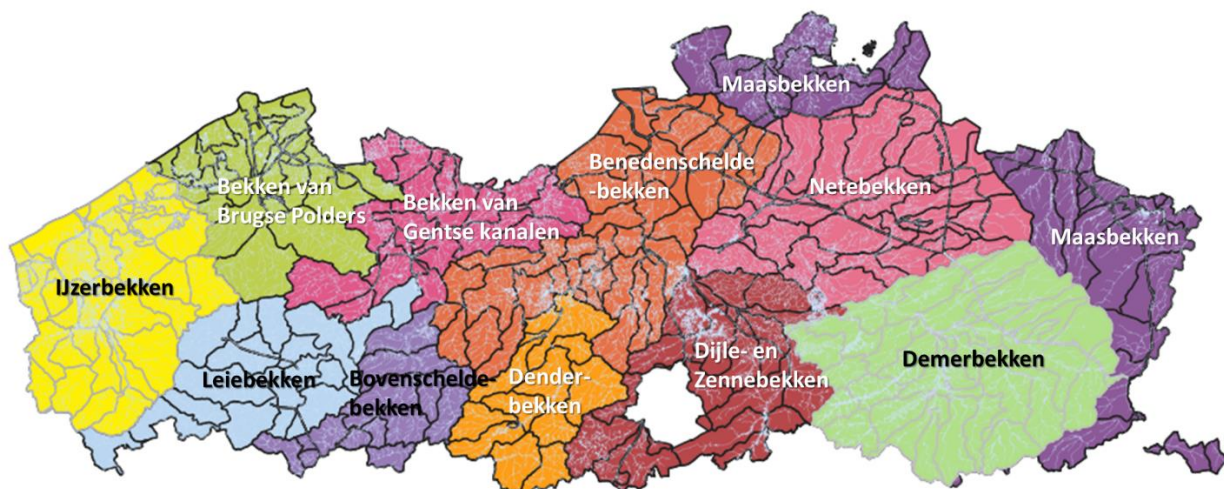 Maasbekken
Benedenschelde
-bekken
Bekken van
Brugse Polders
Bekken van
Gentse kanalen
Netebekken
Maasbekken
IJzerbekken
Leiebekken
Bovenschelde-
bekken
Dender-
bekken
Dijle- en
Zennebekken
Demerbekken